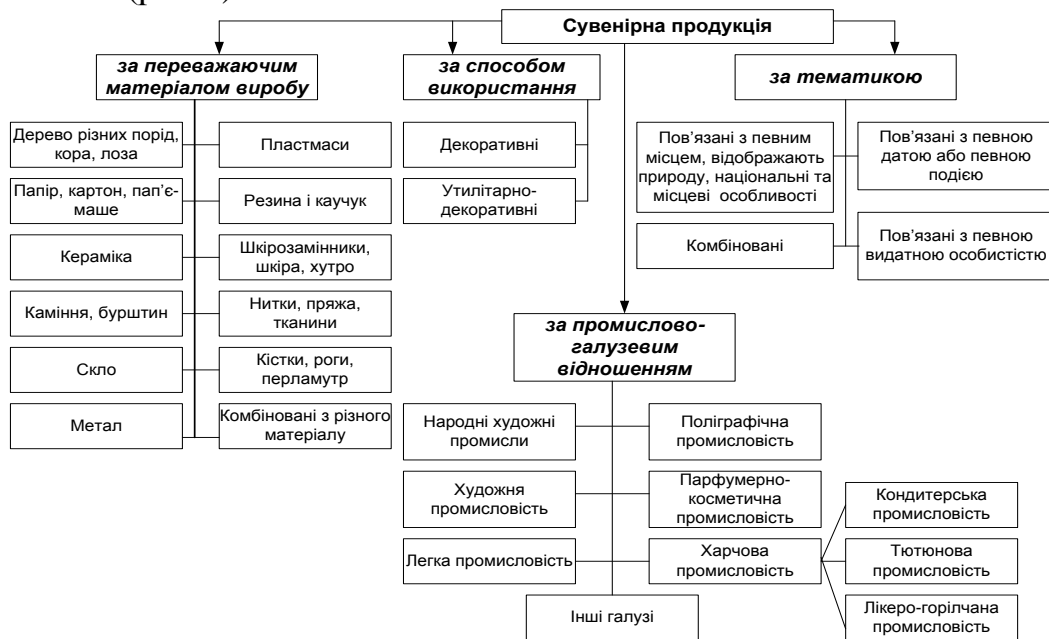 Сувенірна продукція
за переважаючим
матеріалом виробу
за способом
використання
за тематикою
Дерево різних порід,
кора, лоза
Пластмаси
Папір, картон, пап’є-
маше
Резина і каучук
Кераміка
Шкірозамінники,
шкіра, хутро
Каміння, бурштин
Нитки, пряжа,
тканини
Скло
Кістки, роги,
перламутр
Метал
Комбіновані з різного
матеріалу
Декоративні
Утилітарно-
декоративні
Пов’язані з певним
місцем, відображають
природу, національні та
місцеві особливості
Пов’язані з певною
датою або певною
подією
Комбіновані
Пов’язані з певною
видатною особистістю
за промислово-
галузевим
відношенням
Народні художні
промисли
Поліграфічна
промисловість
Художня
промисловість
Парфумерно-
косметична
промисловість
Легка промисловість
Харчова
промисловість
Інші галузі
Кондитерська
промисловість
Тютюнова
промисловість
Лікеро-горілчана
промисловість